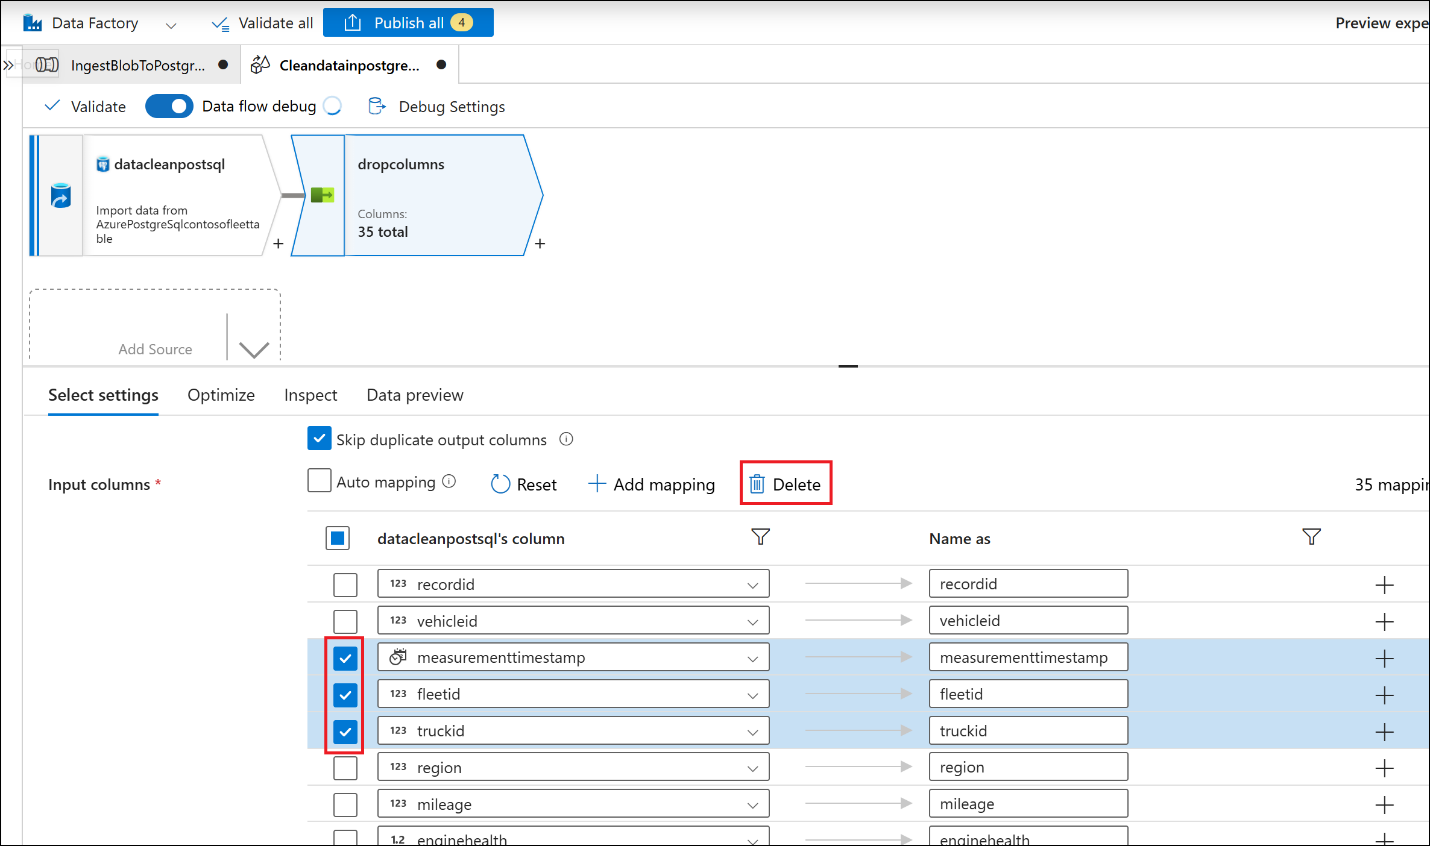 Data Factory
Validate all
Publish all 4
Preview expe
IngestBlobToPostgr...
Cleandatainpostgre...
Validate
Data flow debug
Debug Settings
datacleanpostsql
Import data from
AzurePostgreSqlcontosofleetta
ble
+
dropcolumns
Columns:
35 total
+
Add Source
Select settings
Optimize
Inspect
Data preview
Skip duplicate output columns
Input columns *
Auto mapping
Reset
Add mapping
Delete
35 mappin
datacleanpostsql's column
Name as
123 recordid
recordid
123 vehicleid
vehicleid
measurementtimestamp
measurementtimestamp
123 fleetid
fleetid
123 truckid
truckid
123 region
region
123 mileage
mileage
1.2 enginehealth
enginehealth